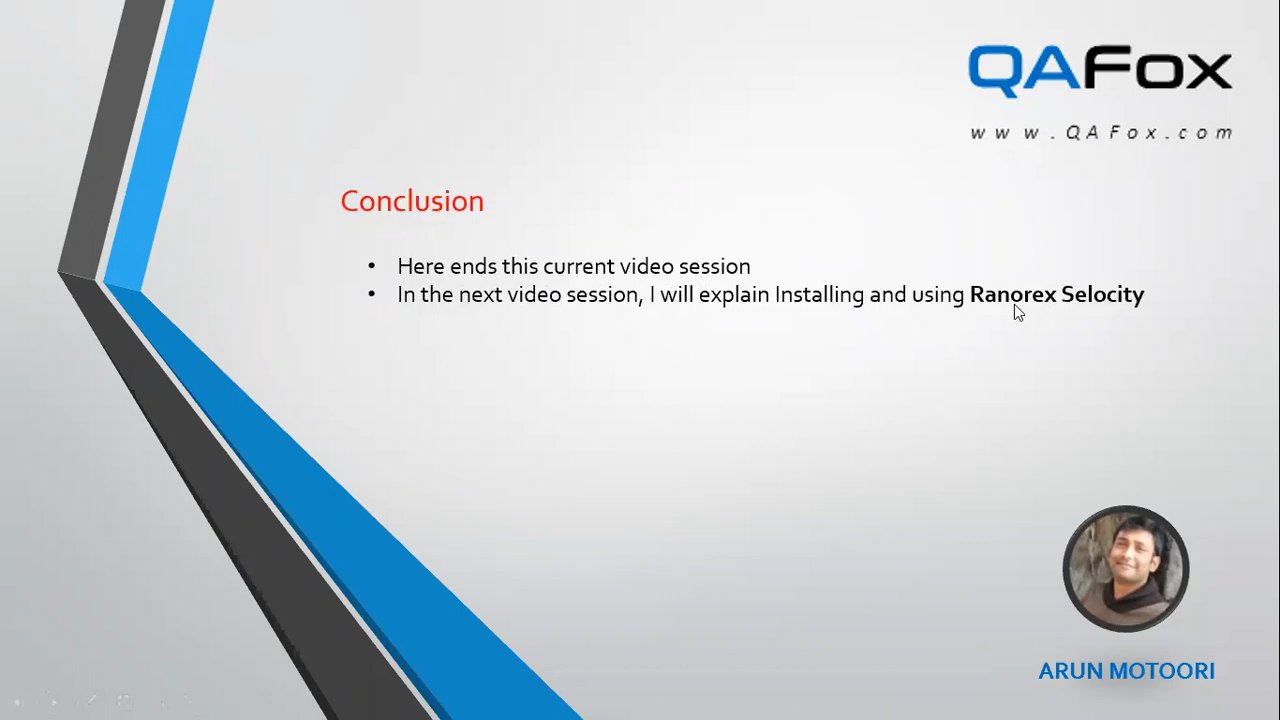 QAFox
www.QAFox.com
Conclusion
• Here ends this current video session
• In the next video session, I will explain Installing and using Ranorex Selocity
ARUN MOTOORI